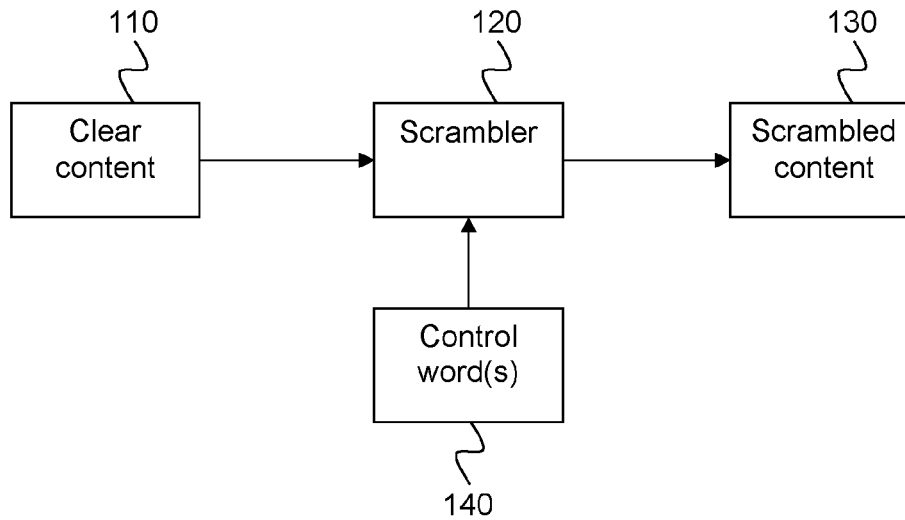 110
120
130
Clear
content
Scrambler
Scrambled
content
Control
word(s)
140